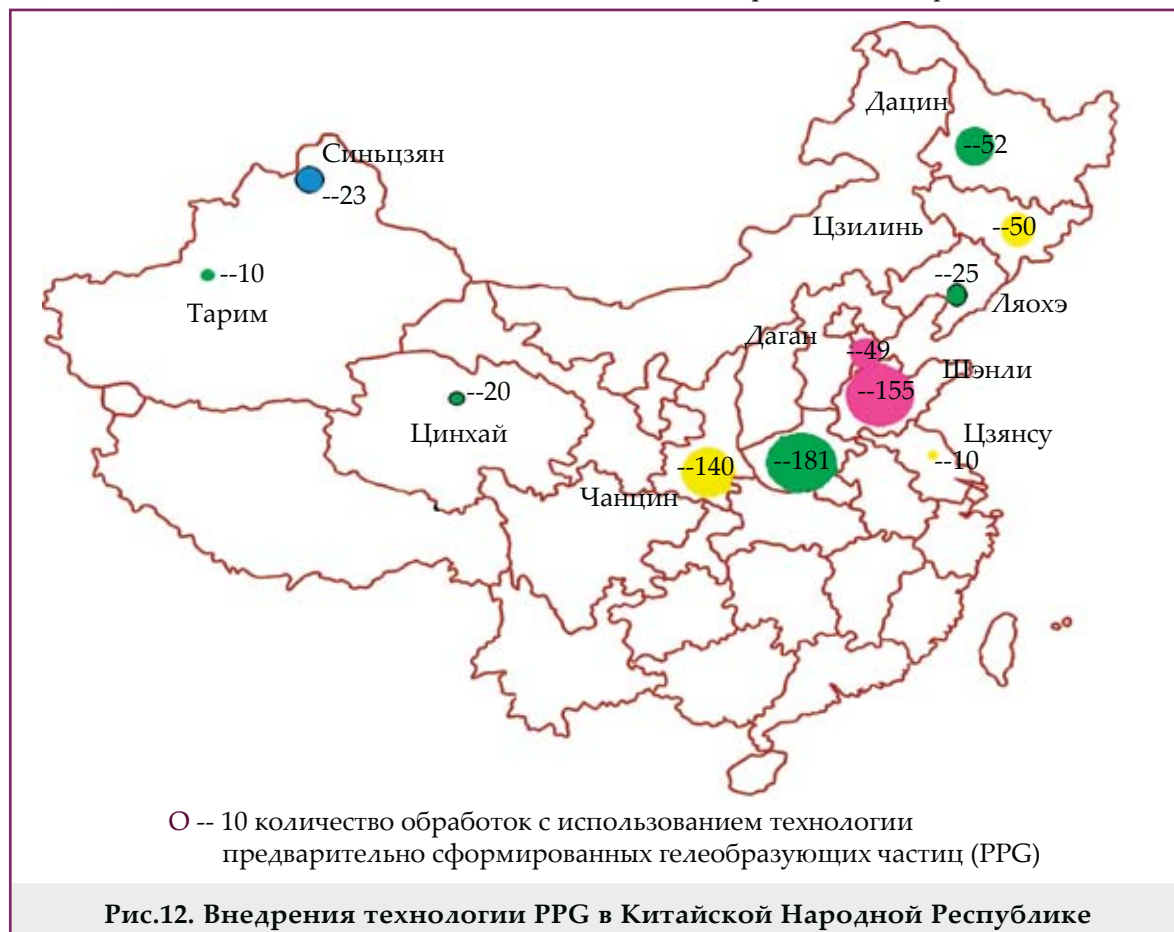 Дацин
--52
Синьцзян
--23
Цзилинь
--50
--25
--10
Ляохэ
Тарим
Даган
--49
Шэнли
--20
--155
Цинхай
Цзянсу
--140
--181
--10
Чанцин
O -- 10 количество обработок с использованием технологии
предварительно сформированных гелеобразующих частиц (PPG)
Рис.12. Внедрения технологии PPG в Китайской Народной Республике